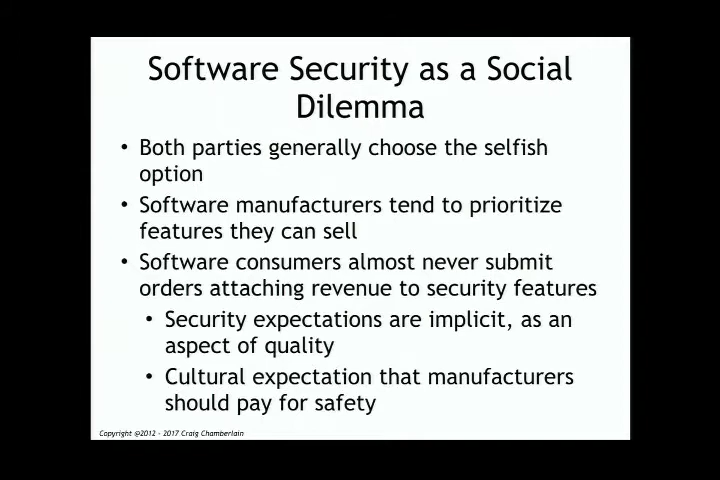 Software Security as a Social
Dilemma
• Both parties generally choose the selfish
option
• Software manufacturers tend to prioritize
features they can sell
• Software consumers almost never submit
orders attaching revenue to security features
• Security expectations are implicit, as an
aspect of quality
• Cultural expectation that manufacturers
should pay for safety
Copyright @2012 - 2017 Craig Chamberlain